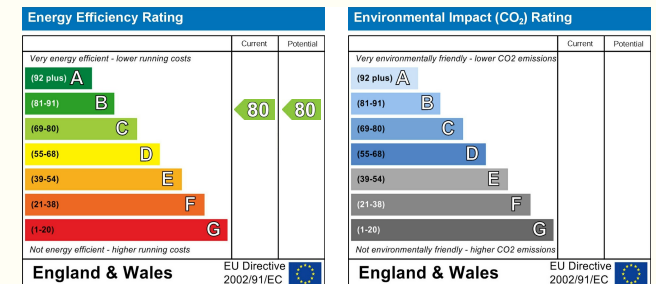 Energy Efficiency Rating
Current Potential
Very energy efficient - lower running costs
(92 plus) A
(81-91) B
80 80
(69-80) C
(55-68) D
(39-54) E
(21-38) F
(1-20) G
Not energy efficient - higher running costs
England & Wales
EU Directive
2002/91/EC
Environmental Impact (CO₂) Rating
Current Potential
Very environmentally friendly - lower CO2 emissions
(92 plus) A
(81-91) B
(69-80) C
(55-68) D
(39-54) E
(21-38) F
(1-20) G
Not environmentally friendly - higher CO2 emissions
England & Wales
EU Directive
2002/91/EC